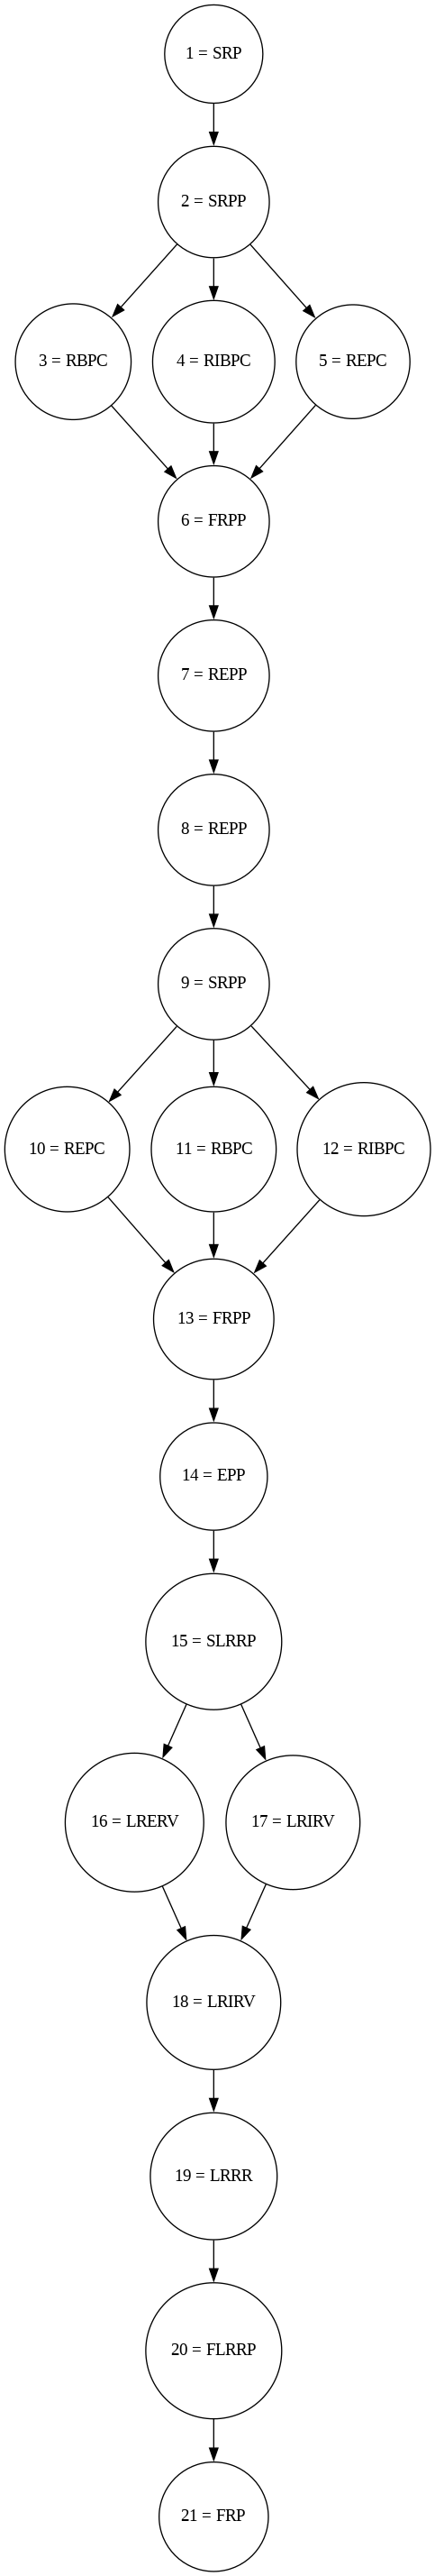 1 = SRP
2 = SRPP
3 = RBPC
4 = RIBPC
5 = REPC
6 = FRPP
7 = REPP
8 = REPP
9 = SRPP
10 = REPC
11 = RBPC
12 = RIBPC
13 = FRPP
14 = EPP
15 = SLRRP
16 = LRERV
17 = LRIRV
18 = LRIRV
19 = LRRR
20 = FLRRP
21 = FRP